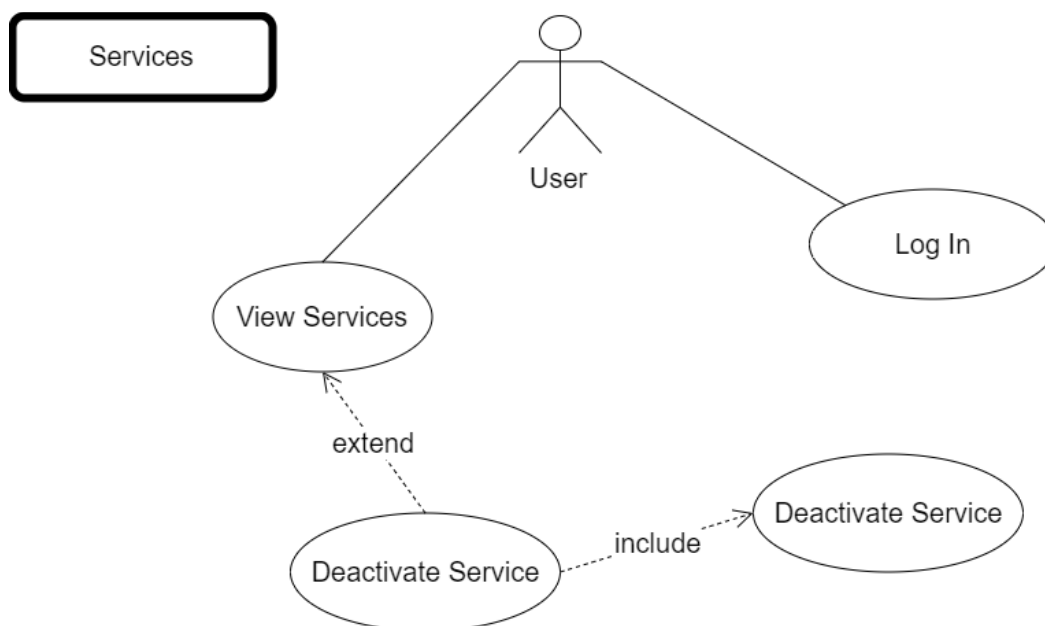 Services
User
Log In
View Services
extend
Deactivate Service
include
Deactivate Service